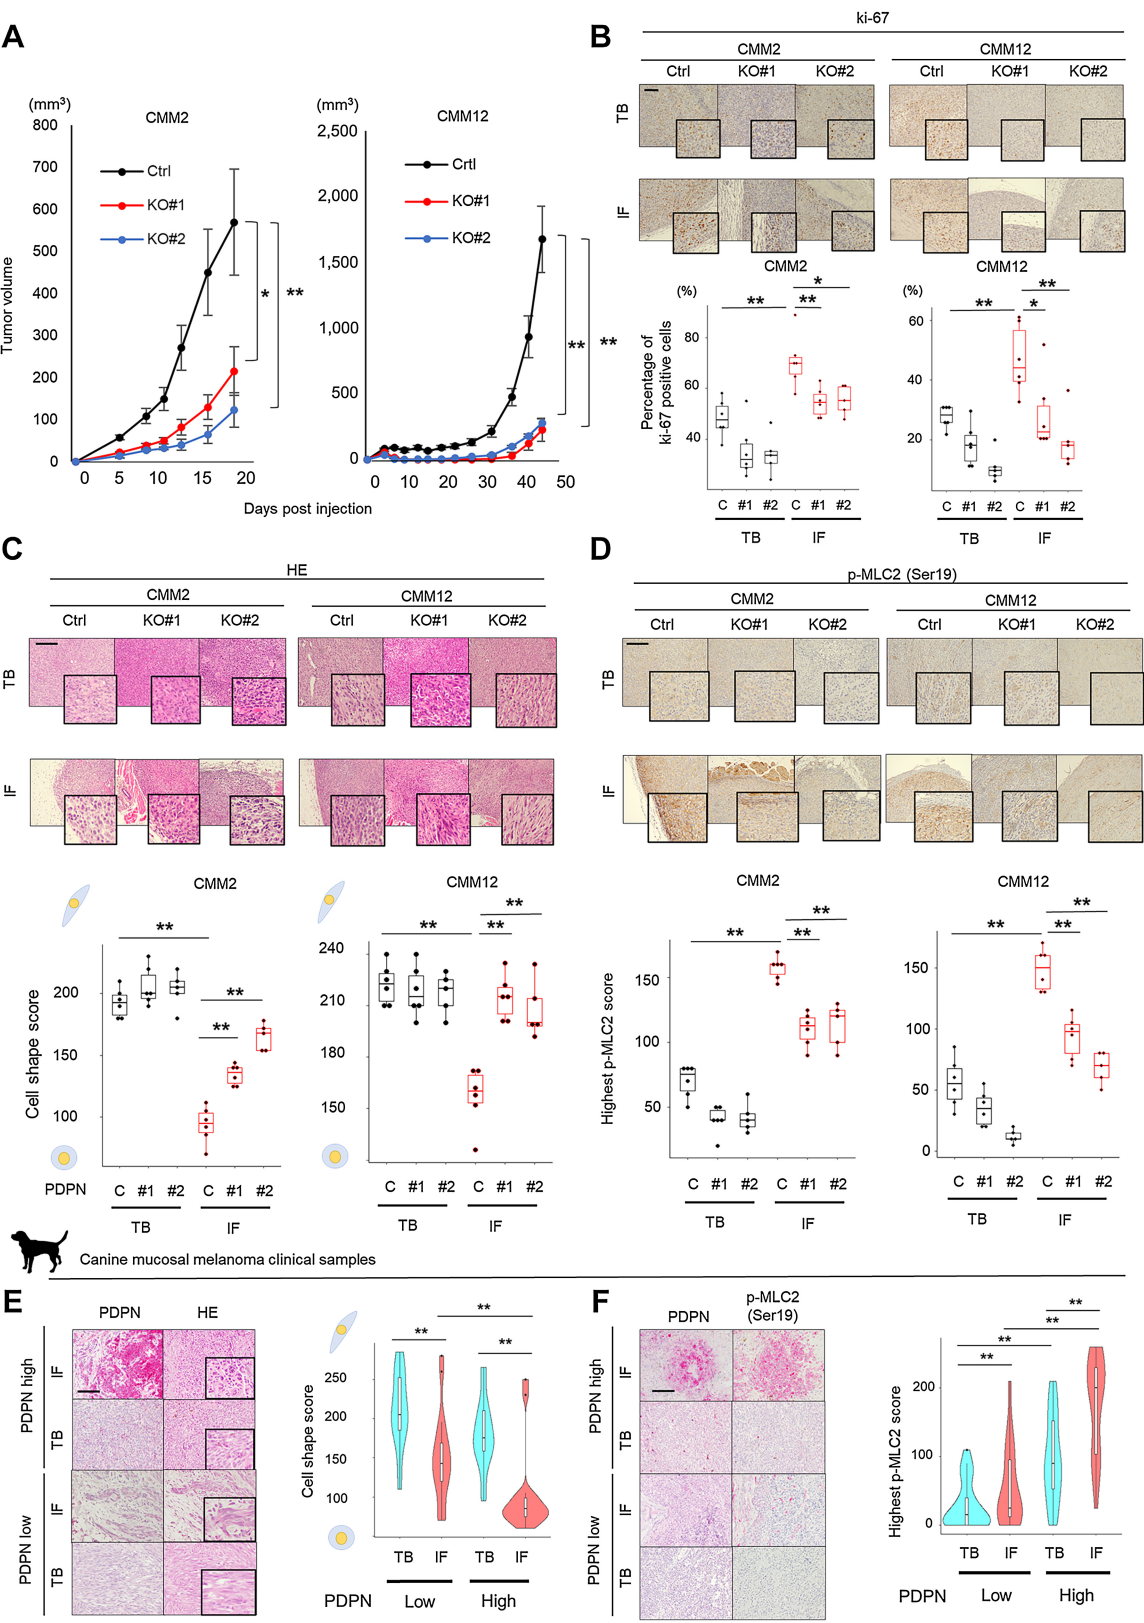 A
(mm³)
CMM2
800
700
600
500
400
300
200
100
0
Ctrl
KO#1
KO#2
*
**
0 5 10 15 20
Tumor volume
(mm³)
CMM12
2,500
2,000
1,500
1,000
500
0
Crtl
KO#1
KO#2
**
**
0 10 20 30 40 50
Days post injection
B
ki-67
CMM2
CMM12
Ctrl KO#1 KO#2
Ctrl KO#1 KO#2
TB
IF
CMM2
(%)
Percentage of
ki-67 positive cells
80
60
40
**
**
*
C #1 #2 C #1 #2
TB IF
CMM12
(%)
60
40
20
**
**
*
C #1 #2 C #1 #2
TB IF
C
HE
CMM2
CMM12
Ctrl KO#1 KO#2
Ctrl KO#1 KO#2
TB
IF
CMM2
Cell shape score
200
150
100
**
**
**
PDPN C #1 #2 C #1 #2
TB IF
CMM12
240
210
180
150
**
**
**
C #1 #2 C #1 #2
TB IF
D
p-MLC2 (Ser19)
CMM2
CMM12
Ctrl KO#1 KO#2
Ctrl KO#1 KO#2
TB
IF
CMM2
Highest p-MLC2 score
150
100
50
**
**
**
C #1 #2 C #1 #2
TB IF
CMM12
150
100
50
0
**
**
**
C #1 #2 C #1 #2
TB IF
Canine mucosal melanoma clinical samples
E
PDPN HE
PDPN high
IF
TB
PDPN low
IF
TB
Cell shape score
250
200
150
100
**
**
**
TB IF TB IF
PDPN Low High
F
PDPN
p-MLC2
(Ser19)
PDPN high
IF
TB
PDPN low
IF
TB
Highest p-MLC2 score
200
100
0
**
**
**
**
TB IF TB IF
PDPN Low High